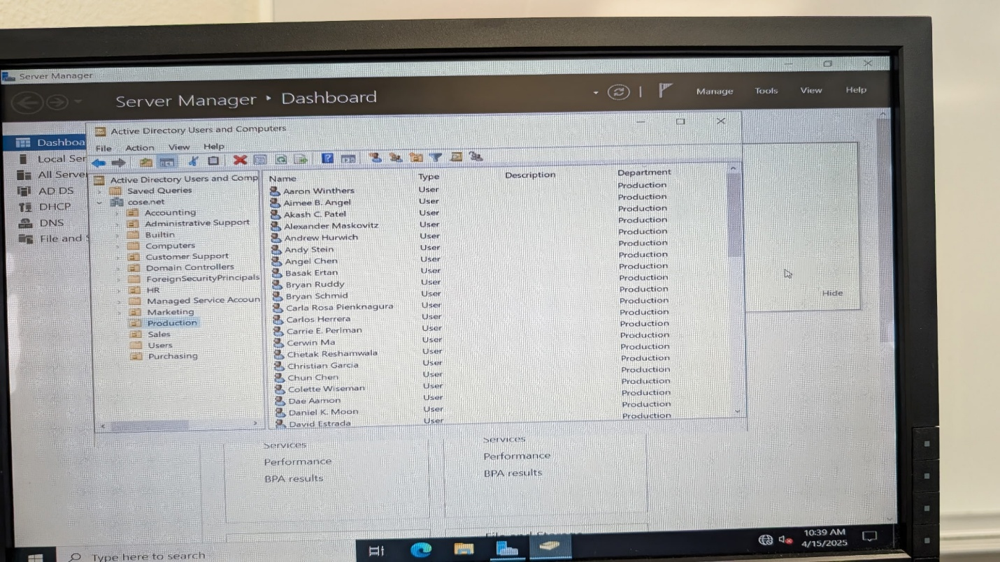 Server Manager
Server Manager ‣ Dashboard
Manage Tools View Help
Dashboa
Local Ser
All Server
AD DS
DHCP
DNS
File and S
Active Directory Users and Computers
File Action View Help
Active Directory Users and Comp
Saved Queries
cose.net
Accounting
Administrative Support
Builtin
Computers
Customer Support
Domain Controllers
ForeignSecurityPrincipals
HR
Managed Service Accoun
Marketing
Production
Sales
Users
Purchasing
Name Type Description Department
Aaron Winthers User Production
Aimee B. Angel User Production
Akash C. Patel User Production
Alexander Maskovitz User Production
Andrew Hurwich User Production
Andy Stein User Production
Angel Chen User Production
Basak Ertan User Production
Bryan Ruddy User Production
Bryan Schmid User Production
Carla Rosa Pienknagura User Production
Carlos Herrera User Production
Carrie E. Perlman User Production
Cerwin Ma User Production
Chetak Reshamwala User Production
Christian Garcia User Production
Chun Chen User Production
Colette Wiseman User Production
Dae Aamon User Production
Daniel K. Moon User Production
David Estrada User Production
Hide
Services
Performance
BPA results
Services
Performance
BPA results
File and Storage
Type here to search
10:39 AM
4/15/2025